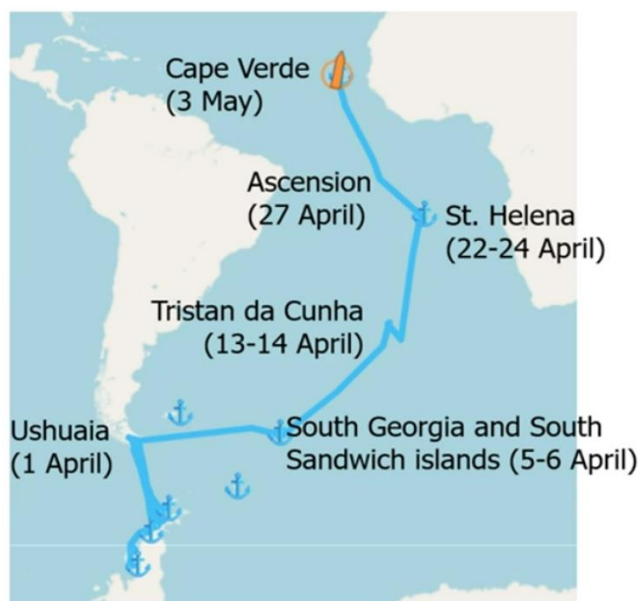 Cape Verde
(3 May)
Ascension
(27 April)
St. Helena
(22-24 April)
Tristan da Cunha
(13-14 April)
Ushuaia
(1 April)
South Georgia and South
Sandwich islands (5-6 April)